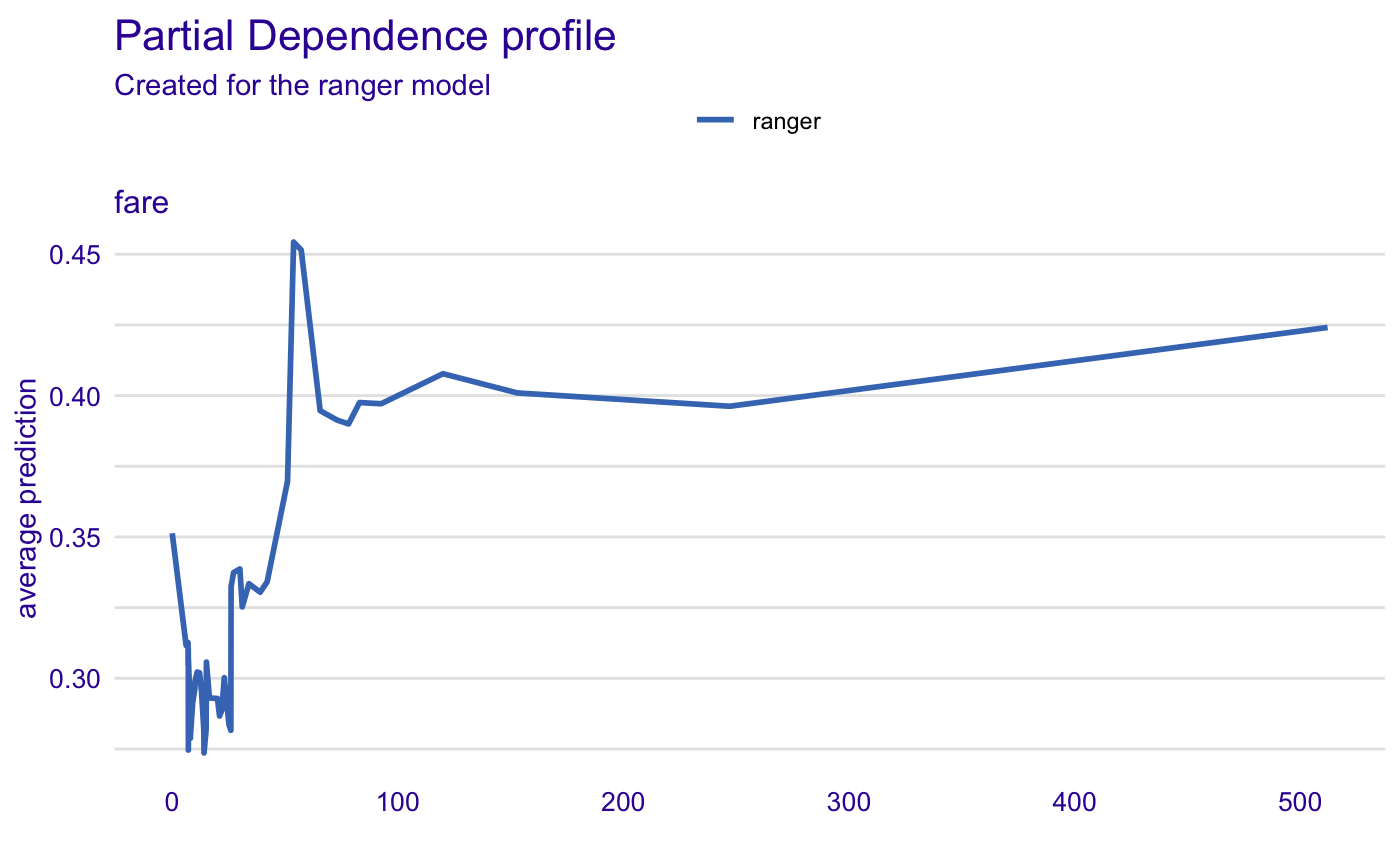 Partial Dependence profile
Created for the ranger model
ranger
fare
average prediction
0.45
0.40
0.35
0.30
0 100 200 300 400 500